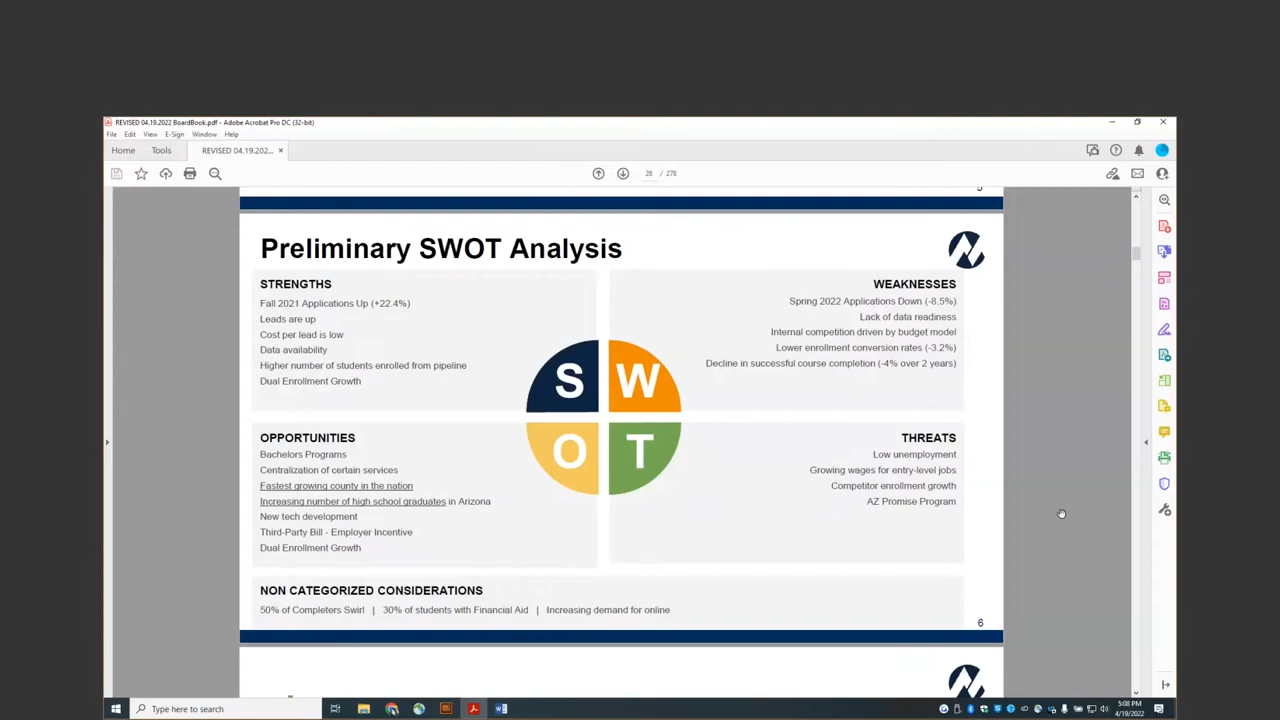 REVISED 04.19.2022 BoardBook.pdf - Adobe Acrobat Pro DC (32-bit)
File Edit View E-Sign Window Help
Home Tools REVISED 04.19.202... ×
28 / 278
5
Preliminary SWOT Analysis
STRENGTHS
Fall 2021 Applications Up (+22.4%)
Leads are up
Cost per lead is low
Data availability
Higher number of students enrolled from pipeline
Dual Enrollment Growth
WEAKNESSES
Spring 2022 Applications Down (-8.5%)
Lack of data readiness
Internal competition driven by budget model
Lower enrollment conversion rates (-3.2%)
Decline in successful course completion (-4% over 2 years)
S W
O T
OPPORTUNITIES
Bachelors Programs
Centralization of certain services
Fastest growing county in the nation
Increasing number of high school graduates in Arizona
New tech development
Third-Party Bill - Employer Incentive
Dual Enrollment Growth
THREATS
Low unemployment
Growing wages for entry-level jobs
Competitor enrollment growth
AZ Promise Program
NON CATEGORIZED CONSIDERATIONS
50% of Completers Swirl | 30% of students with Financial Aid | Increasing demand for online
6
Type here to search
5:08 PM
4/19/2022